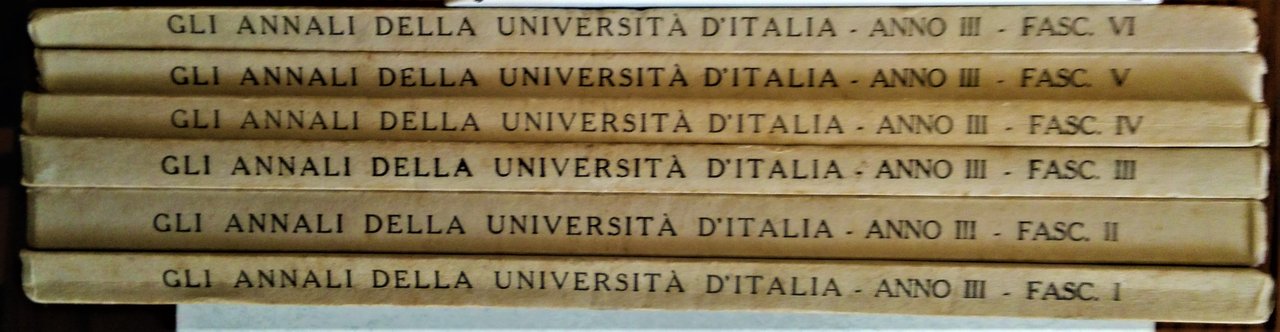 GLI ANNALI DELLA UNIVERSITÀ D'ITALIA - ANNO III - FASC. VI
GLI ANNALI DELLA UNIVERSITÀ D'ITALIA - ANNO III - FASC. V
GLI ANNALI DELLA UNIVERSITÀ D'ITALIA - ANNO III - FASC. IV
GLI ANNALI DELLA UNIVERSITÀ D'ITALIA - ANNO III - FASC. III
GLI ANNALI DELLA UNIVERSITÀ D'ITALIA - ANNO III - FASC. II
GLI ANNALI DELLA UNIVERSITÀ D'ITALIA - ANNO III - FASC. I